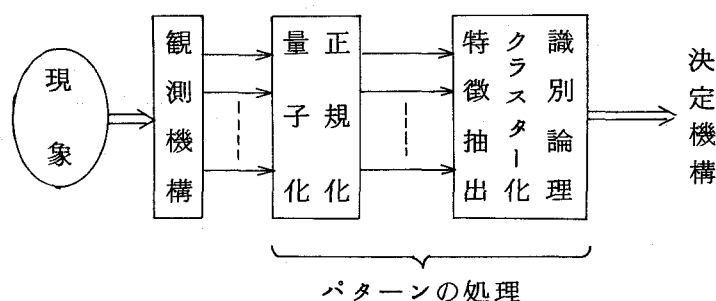 現象
観測機構
量子化
正規化
特徴抽出
クラスター化
識別論理
決定機構
パターンの処理